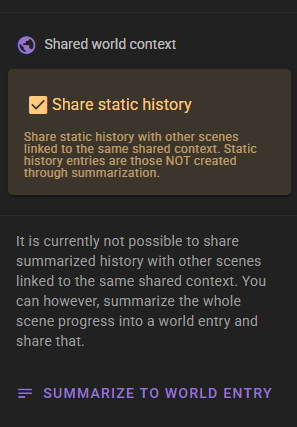 Shared world context
Share static history
Share static history with other scenes
linked to the same shared context. Static
history entries are those NOT created
through summarization.
It is currently not possible to share
summarized history with other scenes
linked to the same shared context. You
can however, summarize the whole
scene progress into a world entry and
share that.
SUMMARIZE TO WORLD ENTRY